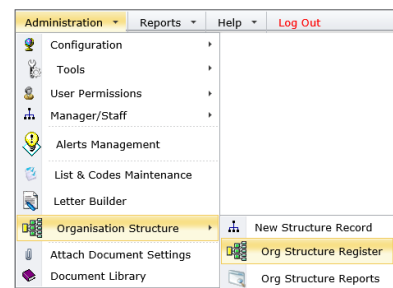 Administration Reports Help Log Out
Configuration
Tools
User Permissions
Manager/Staff
Alerts Management
List & Codes Maintenance
Letter Builder
Organisation Structure
Attach Document Settings
Document Library
New Structure Record
Org Structure Register
Org Structure Reports